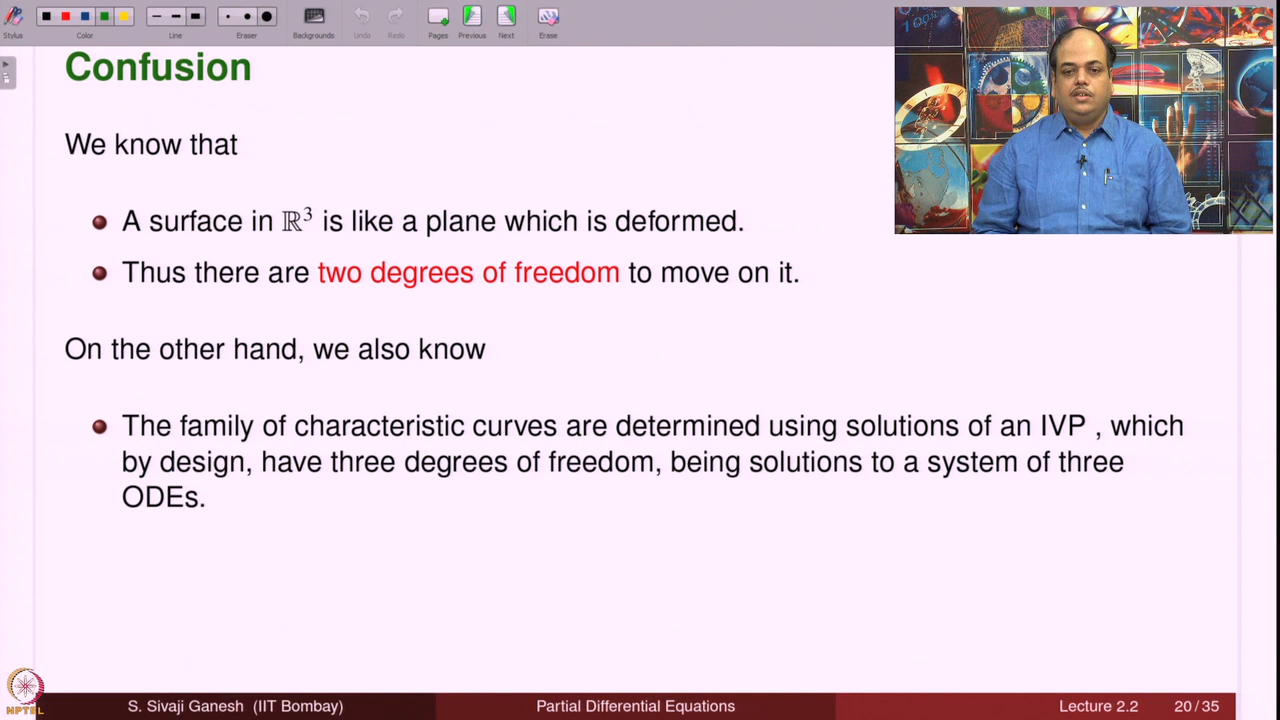 Stylus Color Line Eraser Backgrounds Undo Redo Pages Previous Next Erase
Confusion
We know that
A surface in ℝ³ is like a plane which is deformed.
Thus there are two degrees of freedom to move on it.
On the other hand, we also know
The family of characteristic curves are determined using solutions of an IVP , which
by design, have three degrees of freedom, being solutions to a system of three
ODEs.
NPTEL
S. Sivaji Ganesh (IIT Bombay) Partial Differential Equations Lecture 2.2 20/35